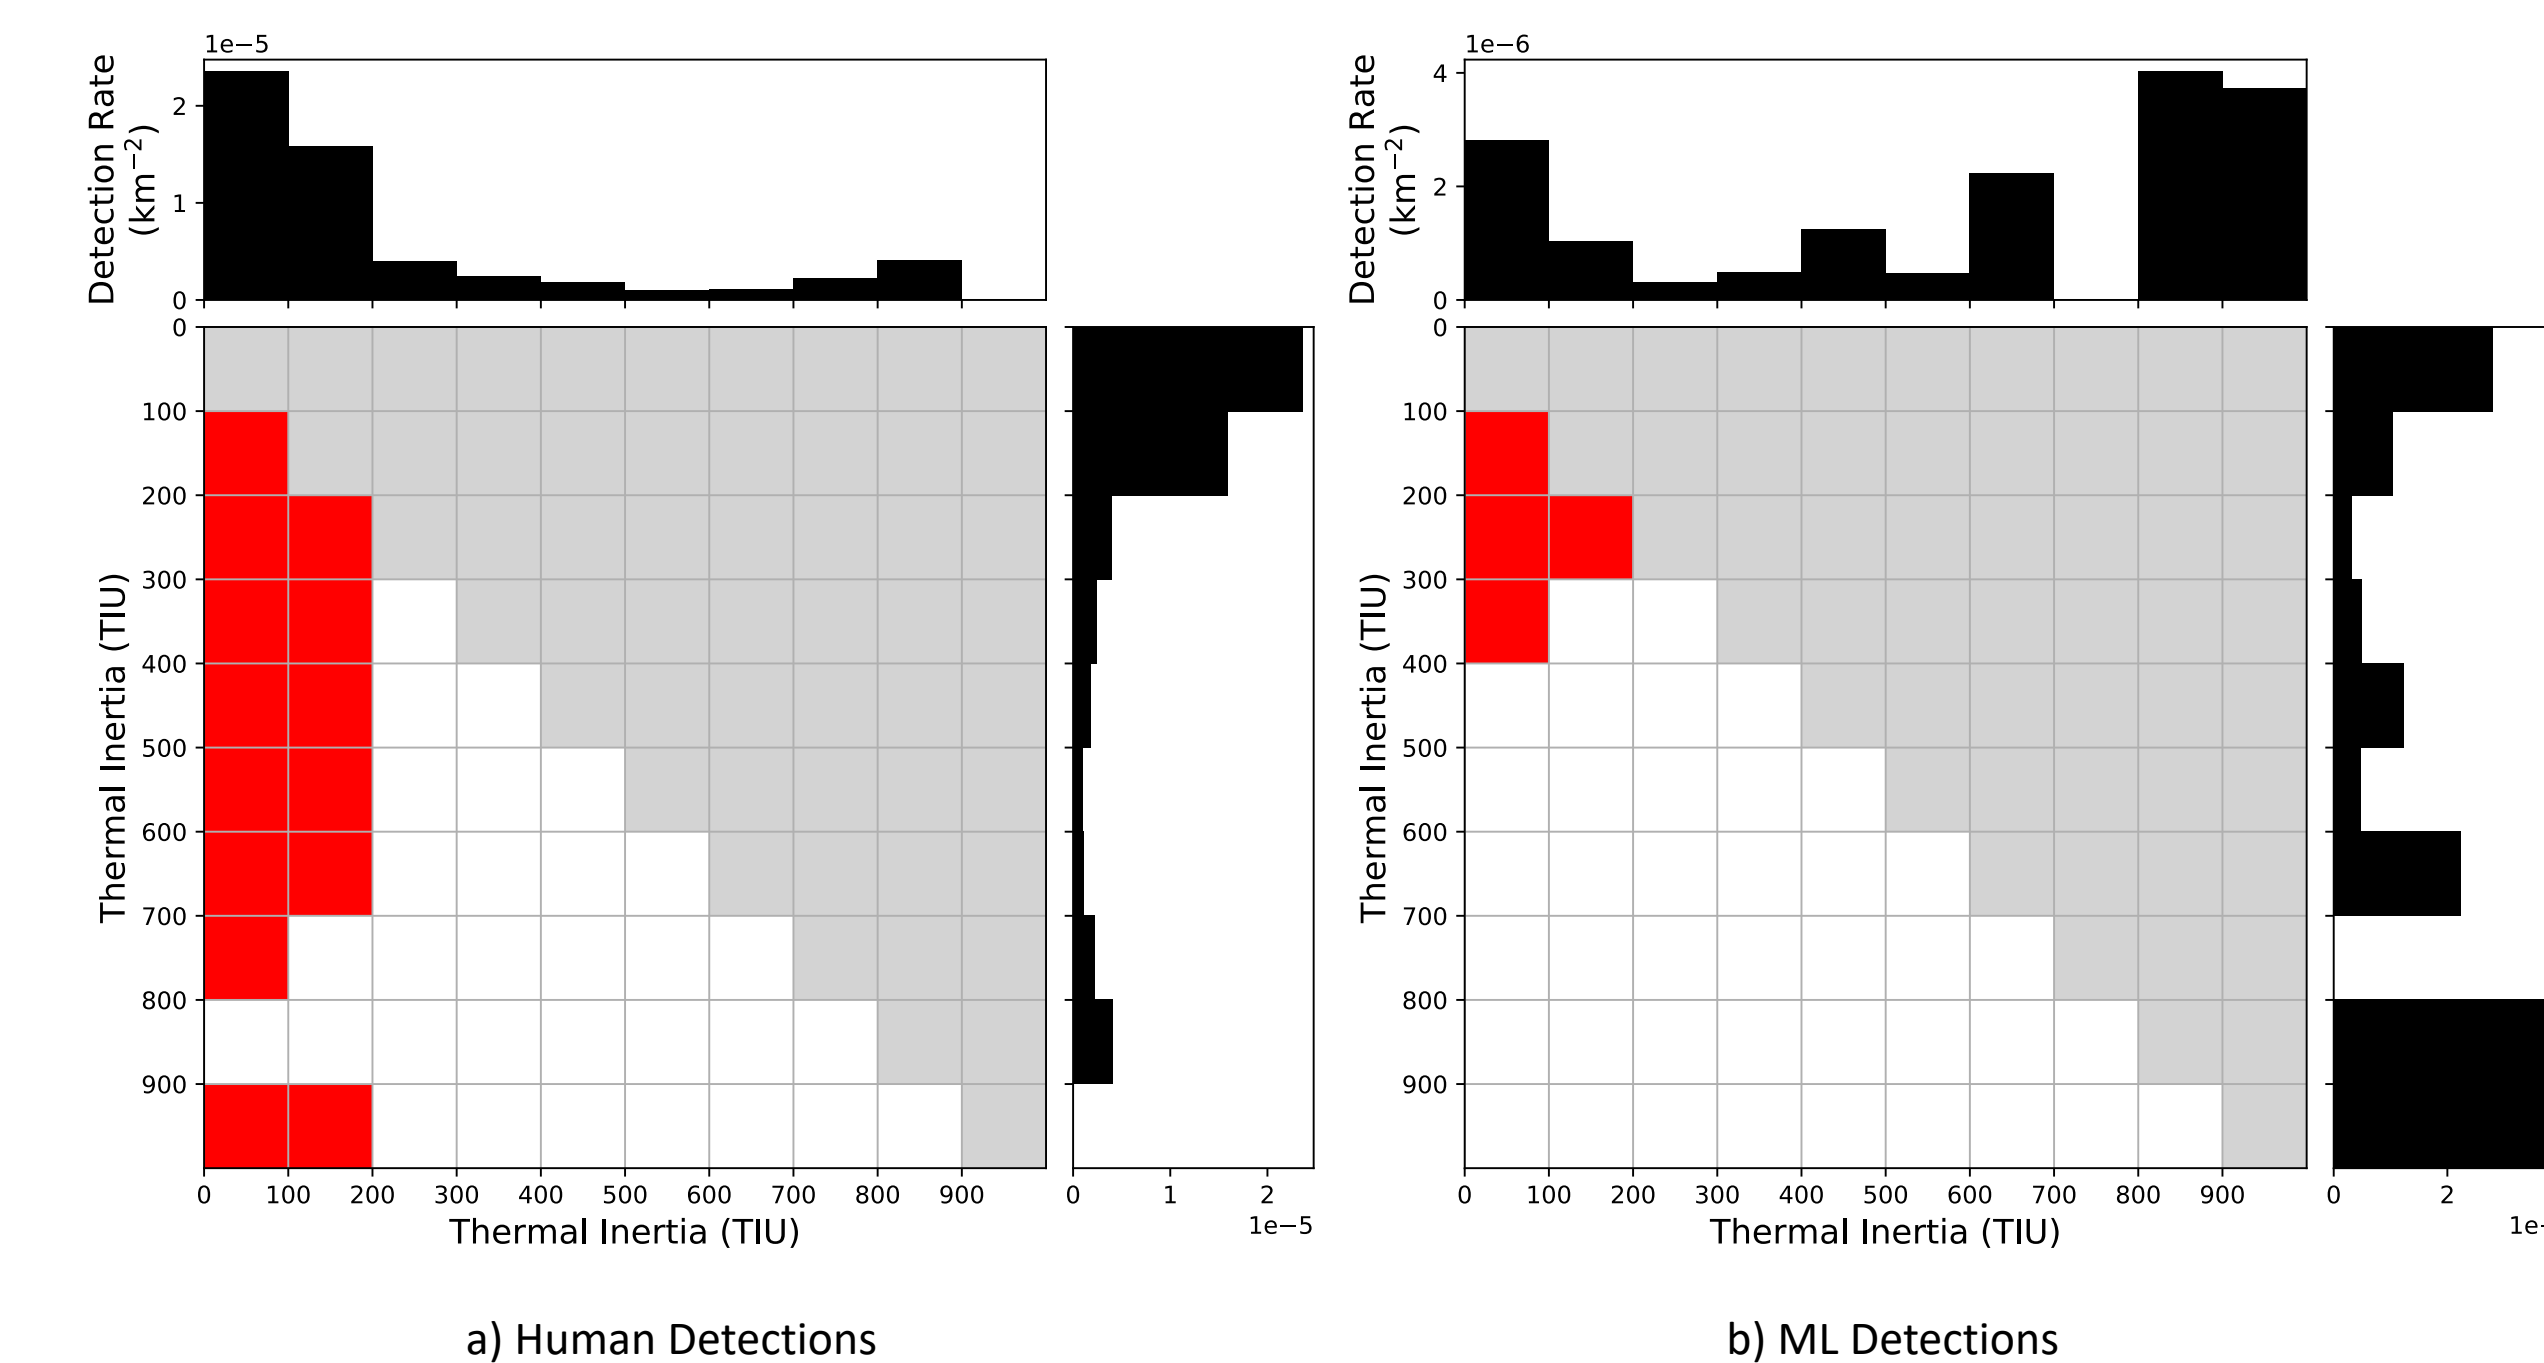 1e−5
Detection Rate
(km⁻²)
2
1
0
0
100
200
300
400
500
600
700
800
900
Thermal Inertia (TIU)
0 100 200 300 400 500 600 700 800 900
Thermal Inertia (TIU)
0 1 2
1e−5
a) Human Detections
1e−6
Detection Rate
(km⁻²)
4
2
0
0
100
200
300
400
500
600
700
800
900
Thermal Inertia (TIU)
0 100 200 300 400 500 600 700 800 900
Thermal Inertia (TIU)
0 2
b) ML Detections